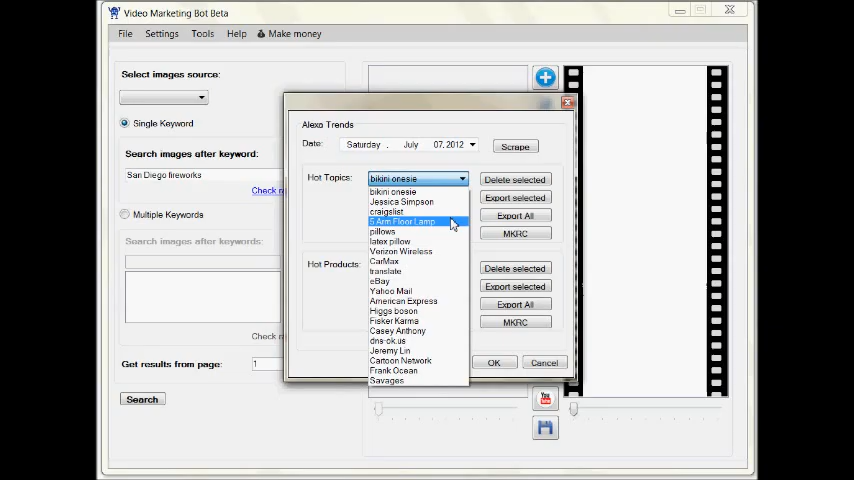 Video Marketing Bot Beta
File Settings Tools Help Make money
Select images source:
Single Keyword
Search images after keyword:
San Diego fireworks
Multiple Keywords
Search images after keywords:
Get results from page: 1
Search
Alexa Trends
Date: Saturday , July 07, 2012
Scrape
Hot Topics: bikini onesie
bikini onesie
Jessica Simpson
craigslist
5 Arm Floor Lamp
pillows
latex pillow
Verizon Wireless
CarMax
translate
eBay
Yahoo Mail
American Express
Higgs boson
Fisker Karma
Casey Anthony
dns-ok.us
Jeremy Lin
Cartoon Network
Frank Ocean
Savages
Delete selected
Export selected
Export All
MKRC
Hot Products:
Delete selected
Export selected
Export All
MKRC
OK Cancel
You Tube